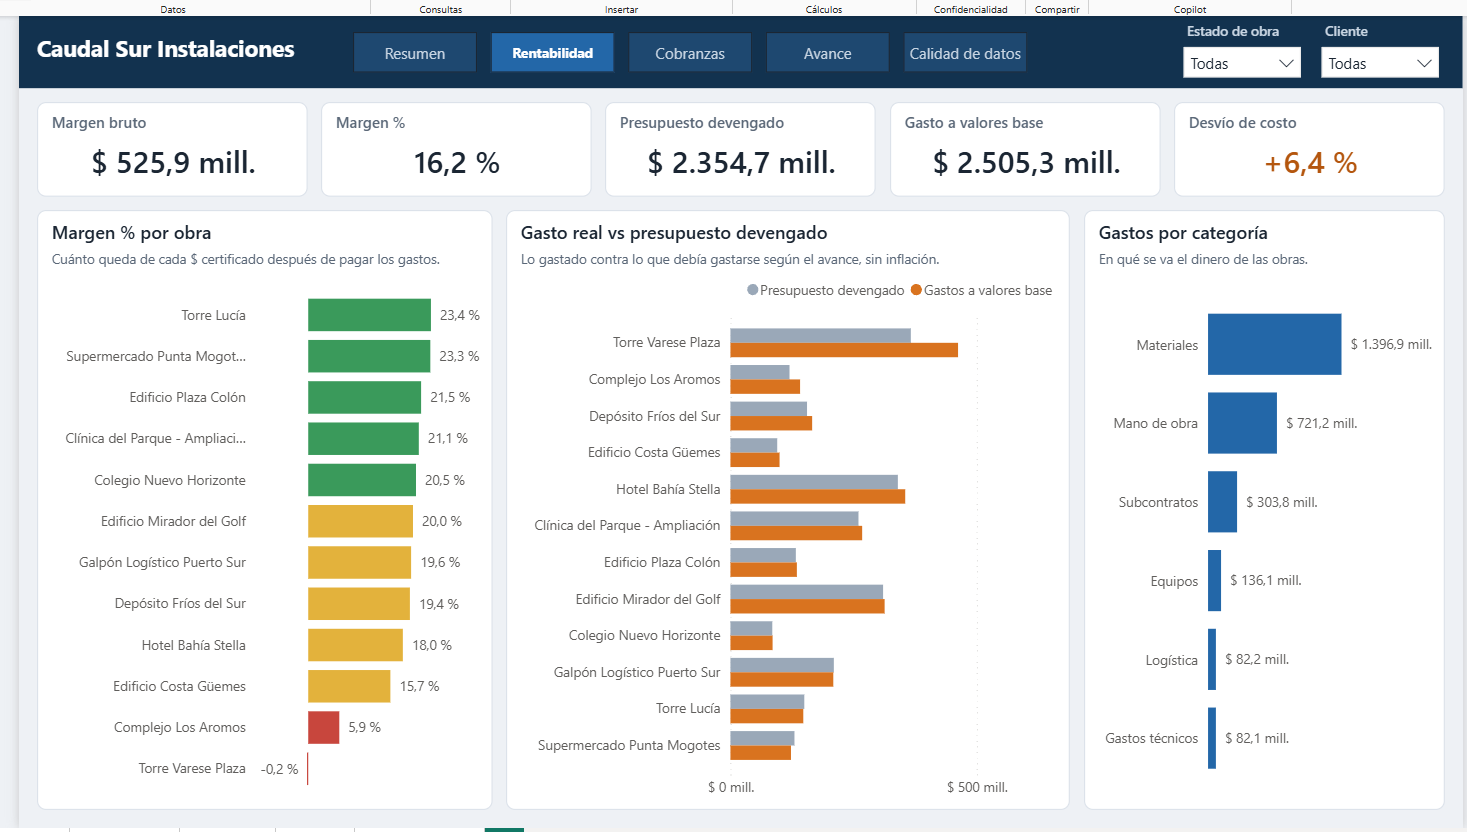 Datos
Consultas
Insertar
Cálculos
Confidencialidad
Compartir
Copilot
Caudal Sur Instalaciones
Resumen
Rentabilidad
Cobranzas
Avance
Calidad de datos
Estado de obra
Todas
Cliente
Todas
Margen bruto
$ 525,9 mill.
Margen %
16,2 %
Presupuesto devengado
$ 2.354,7 mill.
Gasto a valores base
$ 2.505,3 mill.
Desvío de costo
+6,4 %
Margen % por obra
Cuánto queda de cada $ certificado después de pagar los gastos.
Torre Lucía 23,4 %
Supermercado Punta Mogot... 23,3 %
Edificio Plaza Colón 21,5 %
Clínica del Parque - Ampliaci... 21,1 %
Colegio Nuevo Horizonte 20,5 %
Edificio Mirador del Golf 20,0 %
Galpón Logístico Puerto Sur 19,6 %
Depósito Fríos del Sur 19,4 %
Hotel Bahía Stella 18,0 %
Edificio Costa Güemes 15,7 %
Complejo Los Aromos 5,9 %
Torre Varese Plaza -0,2 %
Gasto real vs presupuesto devengado
Lo gastado contra lo que debía gastarse según el avance, sin inflación.
Presupuesto devengado Gastos a valores base
Torre Varese Plaza
Complejo Los Aromos
Depósito Fríos del Sur
Edificio Costa Güemes
Hotel Bahía Stella
Clínica del Parque - Ampliación
Edificio Plaza Colón
Edificio Mirador del Golf
Colegio Nuevo Horizonte
Galpón Logístico Puerto Sur
Torre Lucía
Supermercado Punta Mogotes
$ 0 mill. $ 500 mill.
Gastos por categoría
En qué se va el dinero de las obras.
Materiales $ 1.396,9 mill.
Mano de obra $ 721,2 mill.
Subcontratos $ 303,8 mill.
Equipos $ 136,1 mill.
Logística $ 82,2 mill.
Gastos técnicos $ 82,1 mill.